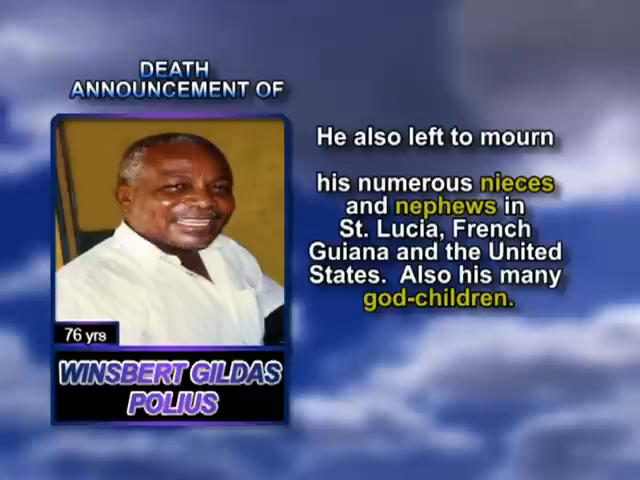 DEATH
ANNOUNCEMENT OF
76 yrs
WINSBERT GILDAS
POLIUS
He also left to mourn
his numerous nieces
and nephews in
St. Lucia, French
Guiana and the United
States. Also his many
god-children.